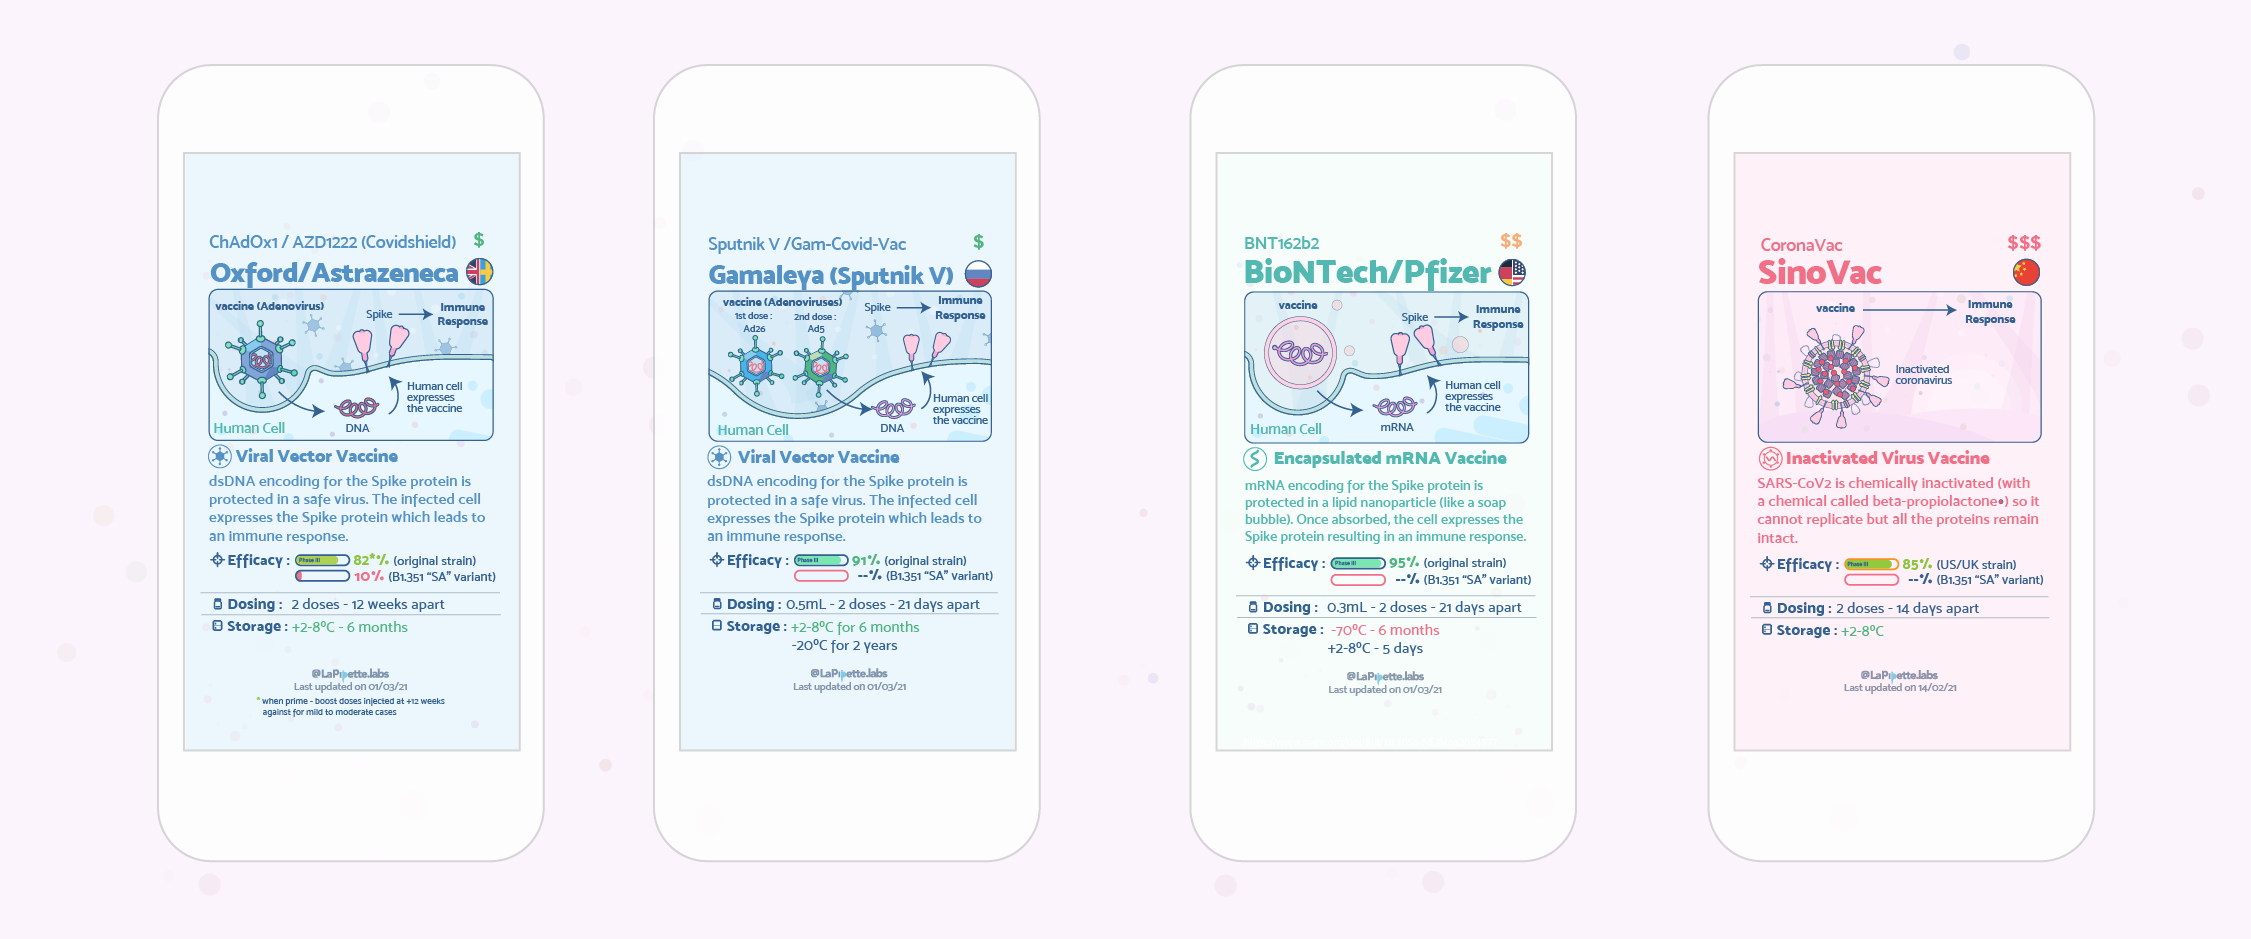 ChAdOx1 / AZD1222 (Covidshield) $
Oxford/Astrazeneca
vaccine (Adenovirus)
Spike
Immune
Response
Human cell
expresses
the vaccine
Human Cell
DNA
Viral Vector Vaccine
dsDNA encoding for the Spike protein is
protected in a safe virus. The infected cell
expresses the Spike protein which leads to
an immune response.
Efficacy : Phase III 82*% (original strain)
10% (B1.351 “SA” variant)
Dosing : 2 doses - 12 weeks apart
Storage : +2-8ºC - 6 months
@LaPipette.labs
Last updated on 01/03/21
* when prime - boost doses injected at +12 weeks
against for mild to moderate cases
Sputnik V /Gam-Covid-Vac $
Gamaleya (Sputnik V)
vaccine (Adenoviruses)
1st dose :
Ad26
2nd dose :
Ad5
Spike
Immune
Response
Human cell
expresses
the vaccine
Human Cell
DNA
Viral Vector Vaccine
dsDNA encoding for the Spike protein is
protected in a safe virus. The infected cell
expresses the Spike protein which leads to
an immune response.
Efficacy : Phase III 91% (original strain)
--% (B1.351 “SA” variant)
Dosing : 0.5mL - 2 doses - 21 days apart
Storage : +2-8ºC for 6 months
-20ºC for 2 years
@LaPipette.labs
Last updated on 01/03/21
BNT162b2 $$
BioNTech/Pfizer
vaccine
Spike
Immune
Response
Human cell
expresses
the vaccine
Human Cell
mRNA
Encapsulated mRNA Vaccine
mRNA encoding for the Spike protein is
protected in a lipid nanoparticle (like a soap
bubble). Once absorbed, the cell expresses the
Spike protein resulting in an immune response.
Efficacy : Phase III 95% (original strain)
--% (B1.351 “SA” variant)
Dosing : 0.3mL - 2 doses - 21 days apart
Storage : -70ºC - 6 months
+2-8ºC - 5 days
@LaPipette.labs
Last updated on 01/03/21
CoronaVac $$$
SinoVac
vaccine
Immune
Response
Inactivated
coronavirus
Inactivated Virus Vaccine
SARS-CoV2 is chemically inactivated (with
a chemical called beta-propiolactone•) so it
cannot replicate but all the proteins remain
intact.
Efficacy : Phase III 85% (US/UK strain)
--% (B1.351 “SA” variant)
Dosing : 2 doses - 14 days apart
Storage : +2-8ºC
@LaPipette.labs
Last updated on 14/02/21